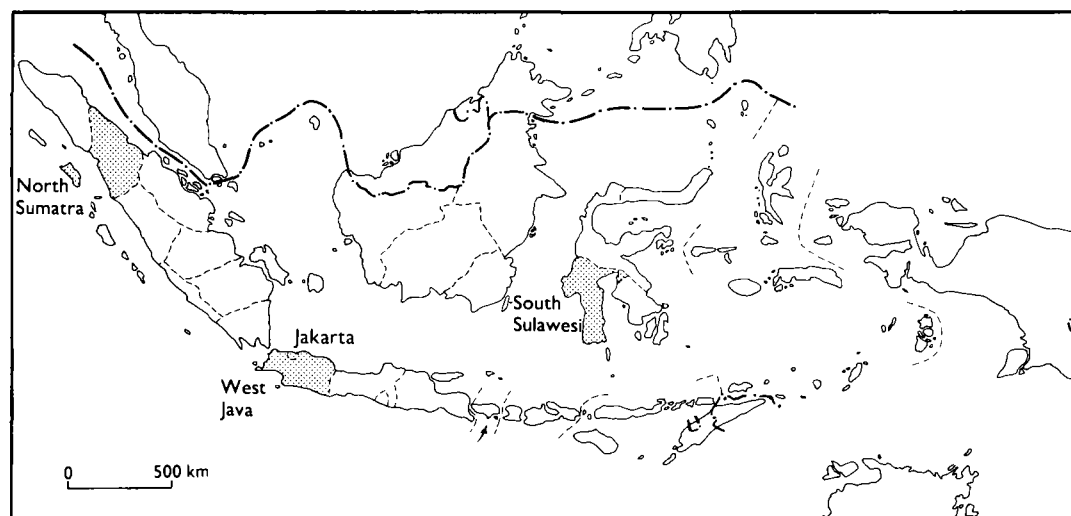 North
Sumatra
South
Sulawesi
Jakarta
West
Java
0 500 km